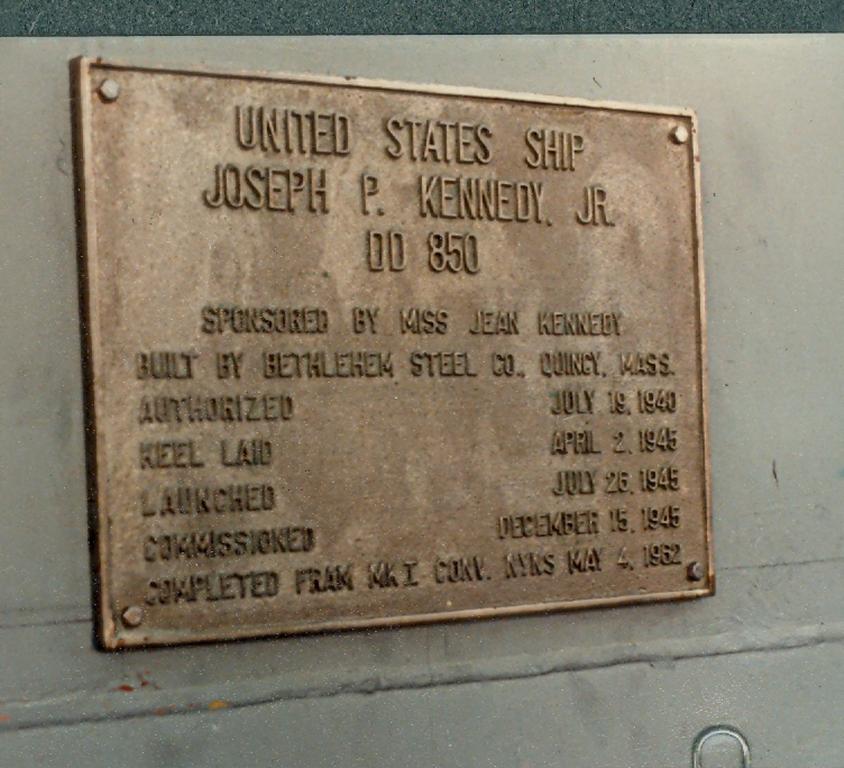 UNITED STATES SHIP
JOSEPH P. KENNEDY, JR.
DD 850
SPONSORED BY MISS JEAN KENNEDY
BUILT BY BETHLEHEM STEEL CO., QUINCY, MASS.
AUTHORIZED JULY 19, 1940
KEEL LAID APRIL 2, 1945
LAUNCHED JULY 26, 1945
COMMISSIONED DECEMBER 15, 1945
COMPLETED FRAM MK I CONV. NYNS MAY 4, 1962